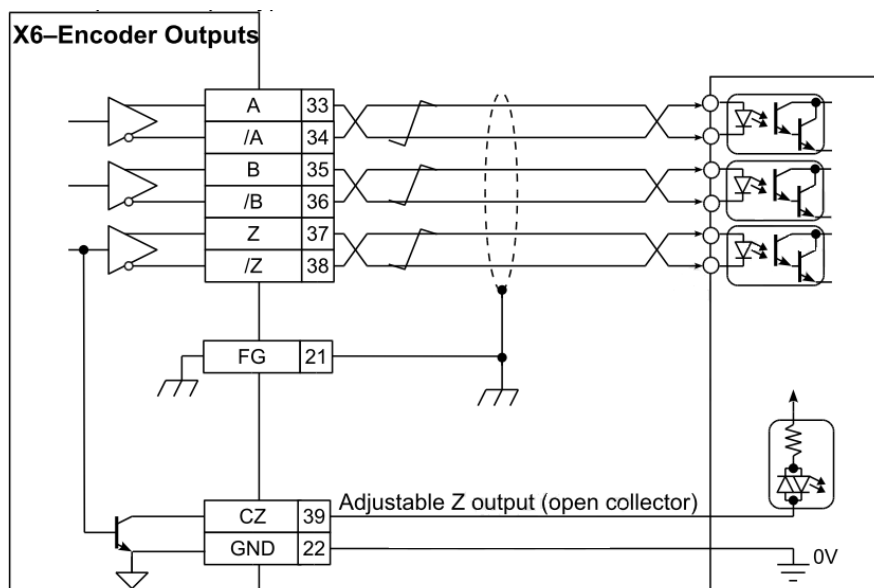 X6–Encoder Outputs
A 33
/A 34
B 35
/B 36
Z 37
/Z 38
FG 21
CZ 39 Adjustable Z output (open collector)
GND 22
0V